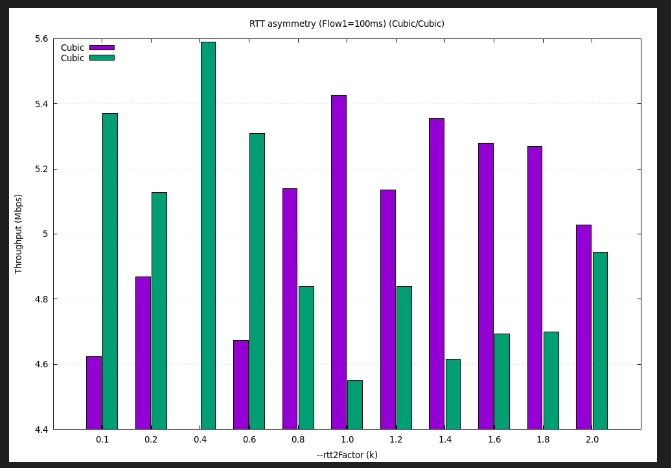 RTT asymmetry (Flow1=100ms) (Cubic/Cubic)
5.6
Cubic
Cubic
5.4
5.2
5
4.8
4.6
4.4
Throughput (Mbps)
0.1 0.2 0.4 0.6 0.8 1.0 1.2 1.4 1.6 1.8 2.0
--rtt2Factor (k)